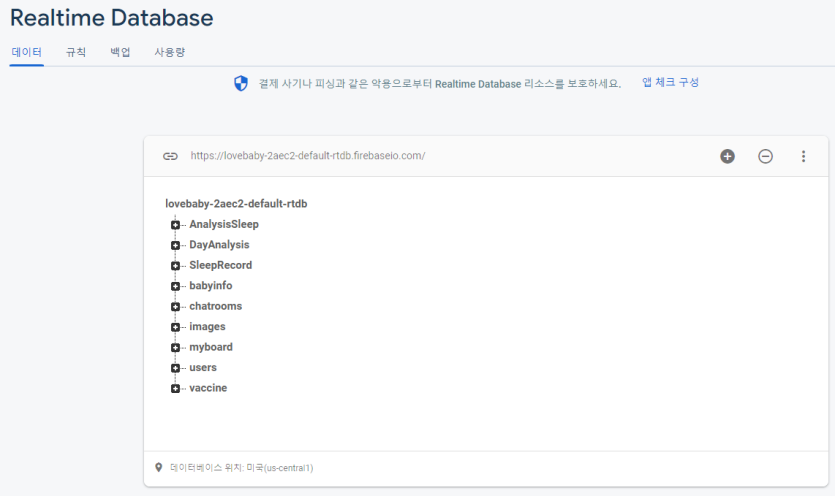 Realtime Database
데이터 규칙 백업 사용량
결제 사기나 피싱과 같은 악용으로부터 Realtime Database 리소스를 보호하세요. 앱 체크 구성
https://lovebaby-2aec2-default-rtdb.firebaseio.com/
lovebaby-2aec2-default-rtdb
AnalysisSleep
DayAnalysis
SleepRecord
babyinfo
chatrooms
images
myboard
users
vaccine
데이터베이스 위치: 미국(us-central1)